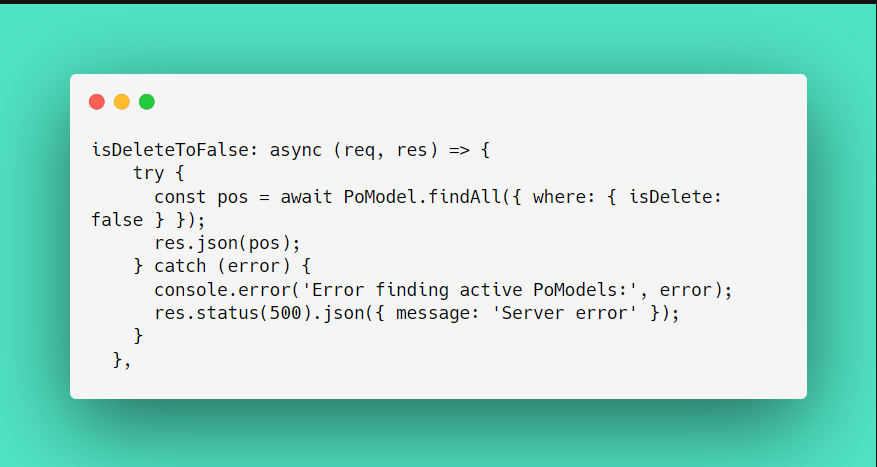 isDeleteToFalse: async (req, res) => {
    try {
      const pos = await PoModel.findAll({ where: { isDelete:
false } });
      res.json(pos);
    } catch (error) {
      console.error('Error finding active PoModels:', error);
      res.status(500).json({ message: 'Server error' });
    }
  },